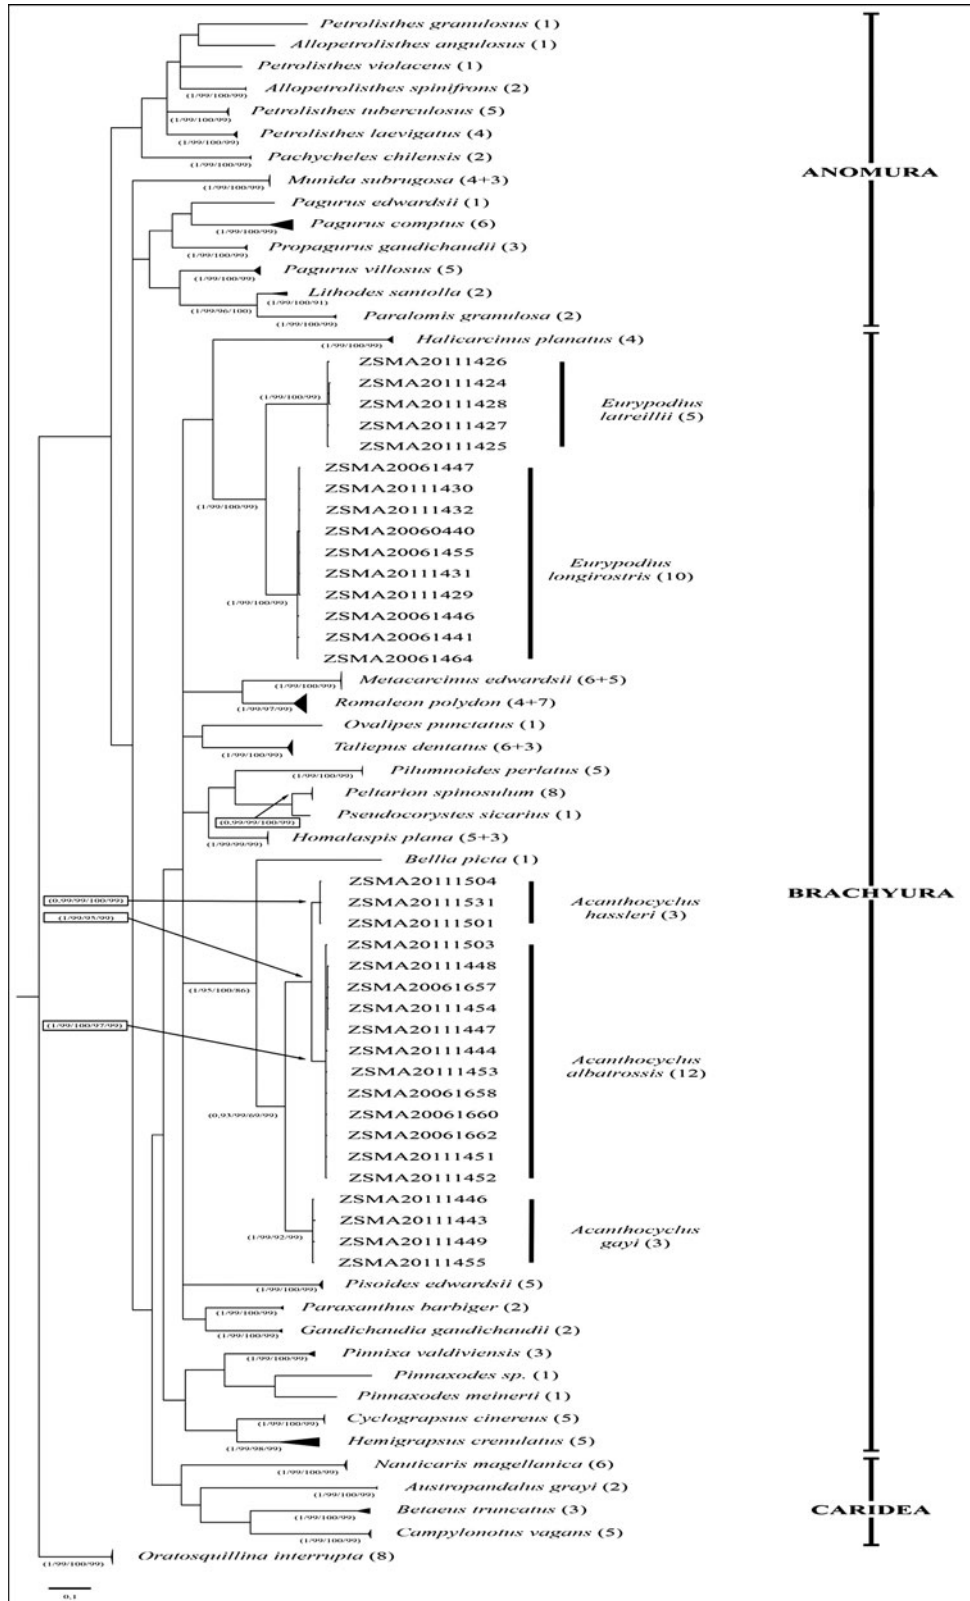 Petrolisthes granulosus (1)
Allopetrolisthes angulosus (1)
Petrolisthes violaceus (1)
Allopetrolisthes spinifrons (2)
(1/99/100/99)
Petrolisthes tuberculosus (5)
(1/99/100/99)
Petrolisthes laevigatus (4)
(1/99/100/99)
Pachycheles chilensis (2)
(1/99/100/99)
ANOMURA
Munida subrugosa (4+3)
(1/99/100/99)
Pagurus edwardsii (1)
Pagurus comptus (6)
(1/99/100/99)
Propagurus gaudichaudii (3)
(1/99/100/99)
Pagurus villosus (5)
(1/99/100/99)
Lithodes santolla (2)
(1/99/100/91)
(1/99/96/100)
Paralomis granulosa (2)
(1/99/100/99)
Halicarcinus planatus (4)
(1/99/100/99)
ZSMA20111426
ZSMA20111424
(1/99/100/99)
ZSMA20111428
ZSMA20111427
ZSMA20111425
Eurypodius
latreillii (5)
ZSMA20061447
ZSMA20111430
(1/99/100/99)
ZSMA20111432
ZSMA20060440
ZSMA20061455
ZSMA20111431
ZSMA20111429
(1/99/100/99)
ZSMA20061446
ZSMA20061441
ZSMA20061464
Eurypodius
longirostris (10)
Metacarcinus edwardsii (6+5)
(1/99/100/99)
Romaleon polydon (4+7)
(1/99/97/99)
Ovalipes punctatus (1)
Taliepus dentatus (6+3)
(1/99/100/99)
Pilumnoides perlatus (5)
(1/99/100/99)
Peltarion spinosulum (8)
Pseudocorystes sicarius (1)
(0,99/99/100/99)
Homalaspis plana (5+3)
(1/99/99/99)
Bellia picta (1)
BRACHYURA
ZSMA20111504
(0,99/99/100/99)
ZSMA20111531
(1/99/95/99)
ZSMA20111501
Acanthocyclus
hassleri (3)
ZSMA20111503
ZSMA20111448
ZSMA20061657
(1/95/100/86)
ZSMA20111454
(1/99/100/97/99)
ZSMA20111447
ZSMA20111444
ZSMA20111453
ZSMA20061658
ZSMA20061660
(0,93/99/69/99)
ZSMA20061662
ZSMA20111451
ZSMA20111452
Acanthocyclus
albatrossis (12)
ZSMA20111446
ZSMA20111443
ZSMA20111449
(1/99/92/99)
ZSMA20111455
Acanthocyclus
gayi (3)
Pisoides edwardsii (5)
(1/99/100/99)
Paraxanthus barbiger (2)
(1/99/100/99)
Gaudichaudia gaudichaudii (2)
(1/99/100/99)
Pinnixa valdiviensis (3)
(1/99/100/99)
Pinnaxodes sp. (1)
Pinnaxodes meinerti (1)
Cyclograpsus cinereus (5)
(1/99/100/99)
Hemigrapsus crenulatus (5)
(1/99/98/99)
Nauticaris magellanica (6)
(1/99/100/99)
Austropandalus grayi (2)
(1/99/100/99)
Betaeus truncatus (3)
(1/99/100/99)
CARIDEA
Campylonotus vagans (5)
(1/99/100/99)
Oratosquillina interrupta (8)
(1/99/100/99)
0,1